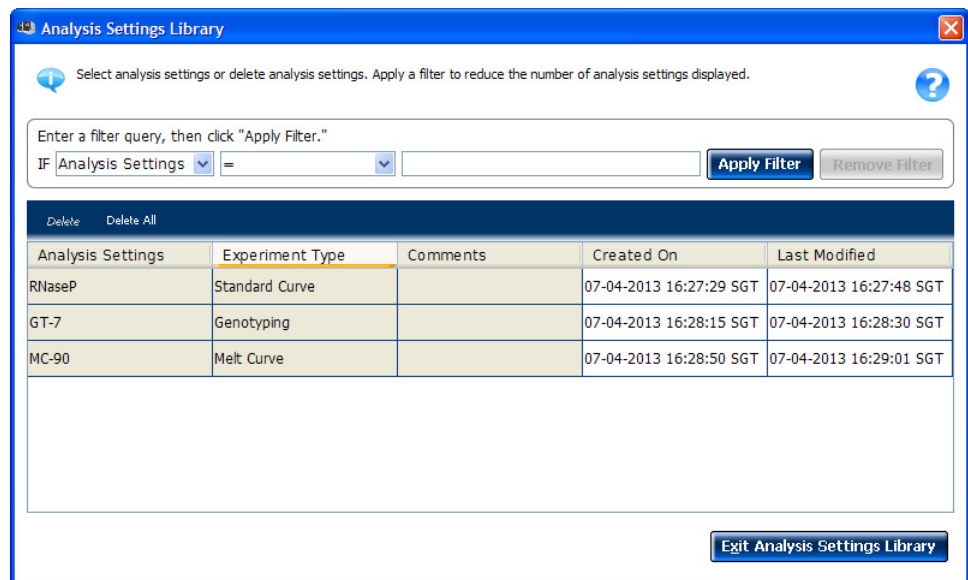 Analysis Settings Library
Select analysis settings or delete analysis settings. Apply a filter to reduce the number of analysis settings displayed.
?
Enter a filter query, then click "Apply Filter."
IF Analysis Settings = Apply Filter Remove Filter
Delete Delete All
Analysis Settings Experiment Type Comments Created On Last Modified
RNaseP Standard Curve 07-04-2013 16:27:29 SGT 07-04-2013 16:27:48 SGT
GT-7 Genotyping 07-04-2013 16:28:15 SGT 07-04-2013 16:28:30 SGT
MC-90 Melt Curve 07-04-2013 16:28:50 SGT 07-04-2013 16:29:01 SGT
Exit Analysis Settings Library